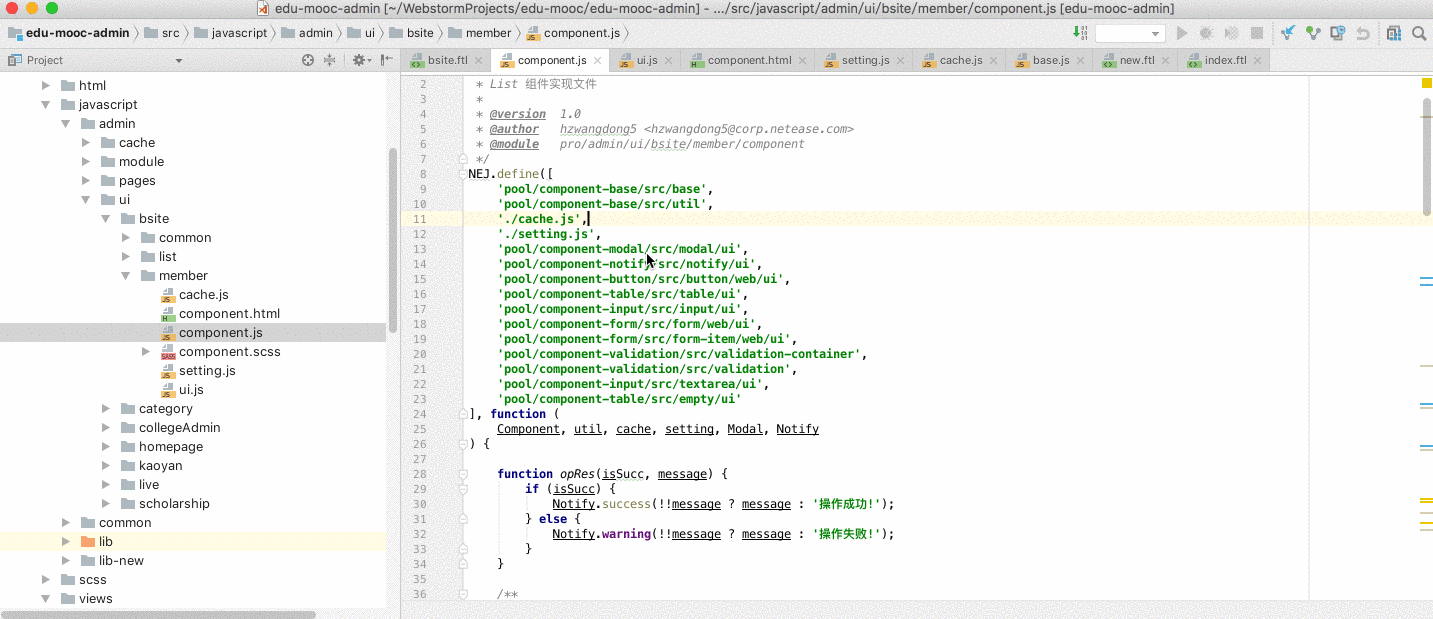 edu-mooc-admin [~/WebstormProjects/edu-mooc/edu-mooc-admin] - .../src/javascript/admin/ui/bsite/member/component.js [edu-mooc-admin]
edu-mooc-admin src javascript admin ui bsite member component.js
Project
bsite.ftl component.js ui.js component.html setting.js cache.js base.js new.ftl index.ftl
html
javascript
admin
cache
module
pages
ui
bsite
common
list
member
cache.js
component.html
component.js
component.scss
setting.js
ui.js
category
collegeAdmin
homepage
kaoyan
live
scholarship
common
lib
lib-new
scss
views
2 * List 组件实现文件
3 *
4 * @version 1.0
5 * @author hzwangdong5 <hzwangdong5@corp.netease.com>
6 * @module pro/admin/ui/bsite/member/component
7 */
8 NEJ.define([
9 'pool/component-base/src/base',
10 'pool/component-base/src/util',
11 './cache.js',
12 './setting.js',
13 'pool/component-modal/src/modal/ui',
14 'pool/component-notify/src/notify/ui',
15 'pool/component-button/src/button/web/ui',
16 'pool/component-table/src/table/ui',
17 'pool/component-input/src/input/ui',
18 'pool/component-form/src/form/web/ui',
19 'pool/component-form/src/form-item/web/ui',
20 'pool/component-validation/src/validation-container',
21 'pool/component-validation/src/validation',
22 'pool/component-input/src/textarea/ui',
23 'pool/component-table/src/empty/ui'
24 ], function (
25 Component, util, cache, setting, Modal, Notify
26 ) {
27
28 function opRes(isSucc, message) {
29 if (isSucc) {
30 Notify.success(!!message ? message : '操作成功!');
31 } else {
32 Notify.warning(!!message ? message : '操作失败!');
33 }
34 }
35
36 /**